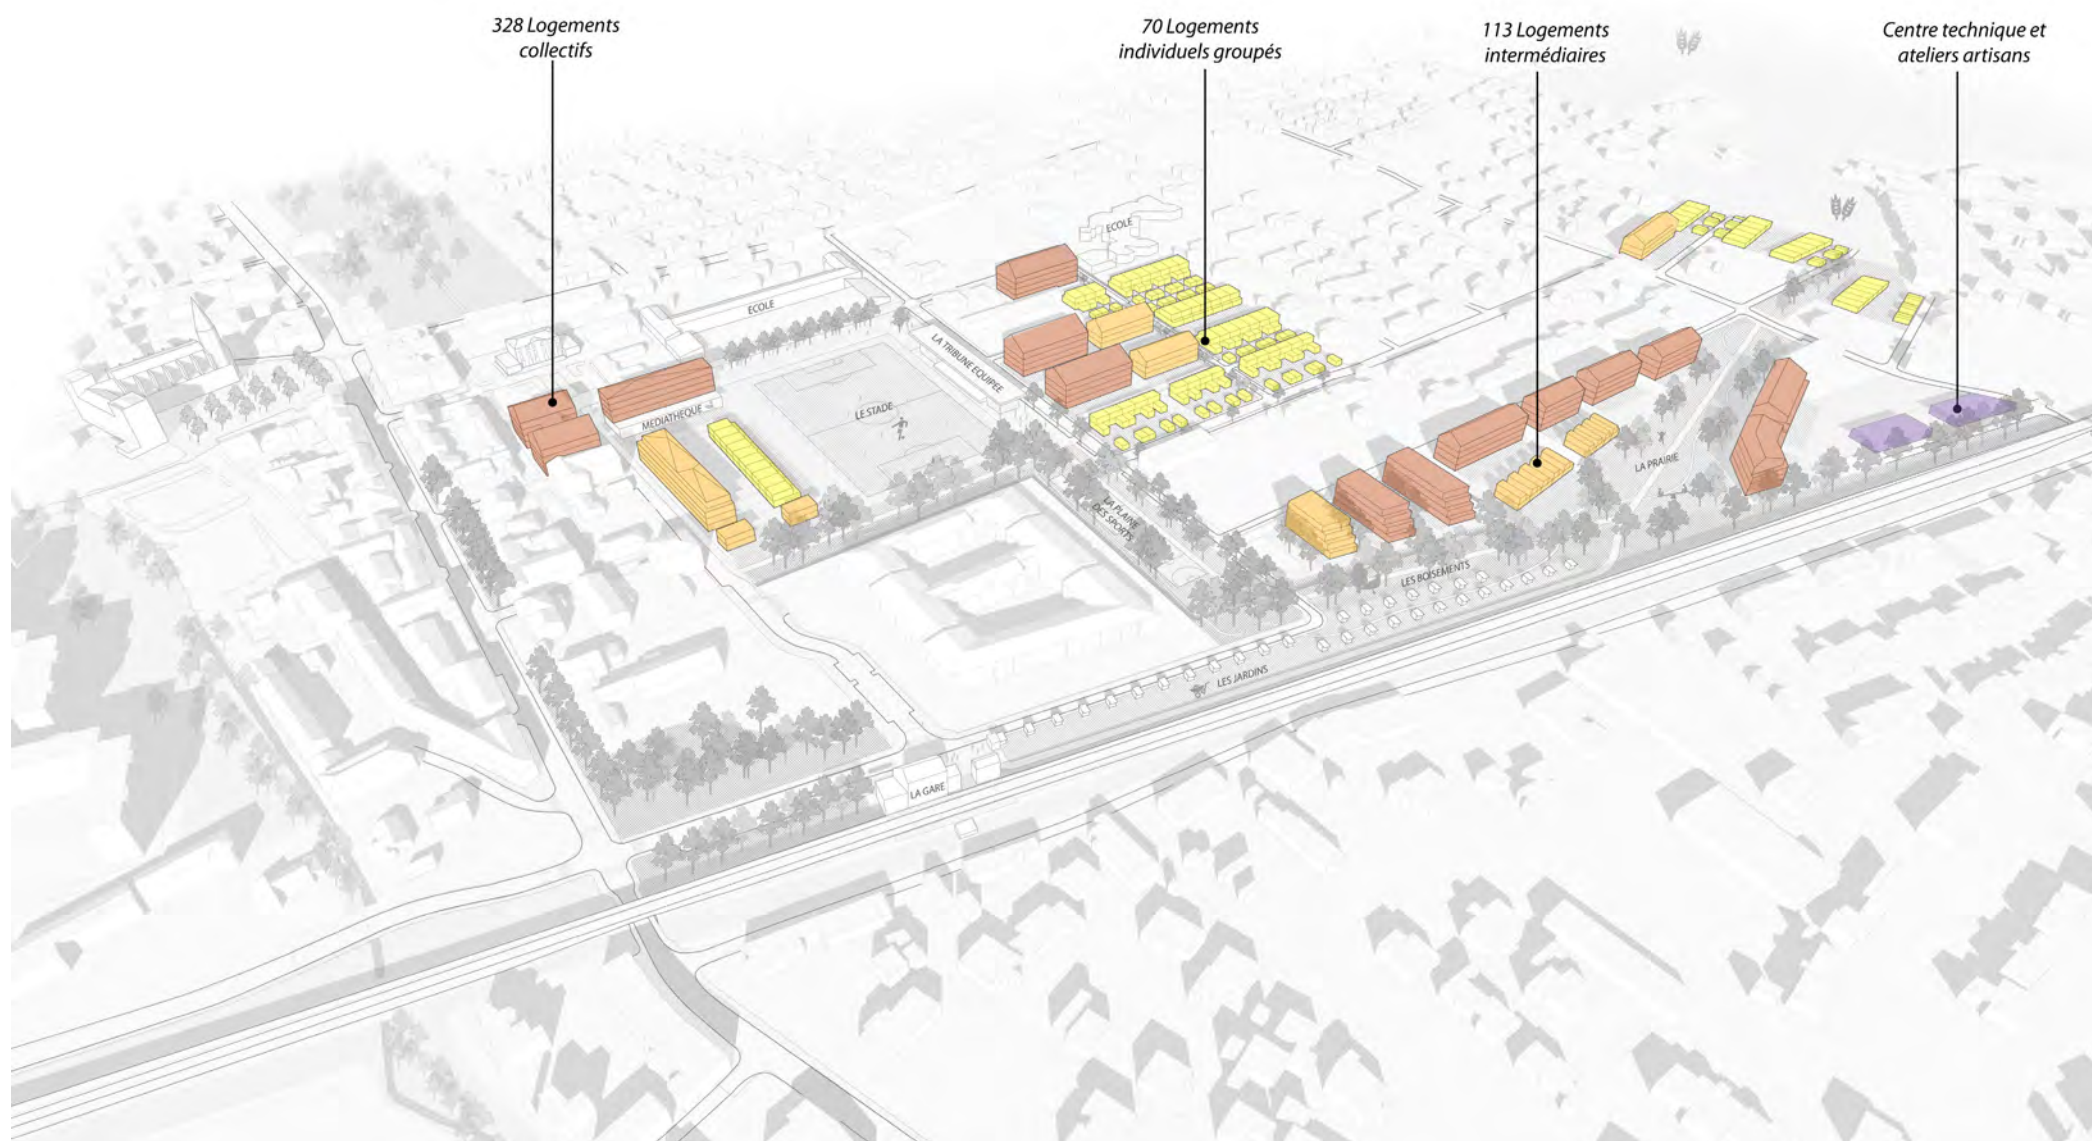 328 Logements
collectifs
70 Logements
individuels groupés
113 Logements
intermédiaires
Centre technique et
ateliers artisans
ECOLE
ECOLE
LA TRIBUNE EQUIPEE
MEDIATHEQUE
LE STADE
LA PRAIRIE
LA PLAINE
DES SPORTS
LES BOISEMENTS
LES JARDINS
LA GARE